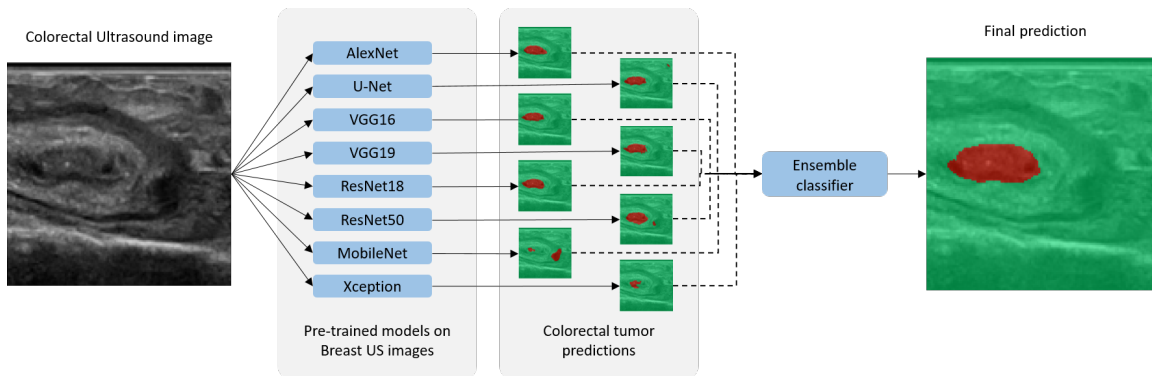 Colorectal Ultrasound image
AlexNet
U-Net
VGG16
VGG19
ResNet18
ResNet50
MobileNet
Xception
Pre-trained models on
Breast US images
Colorectal tumor
predictions
Ensemble
classifier
Final prediction